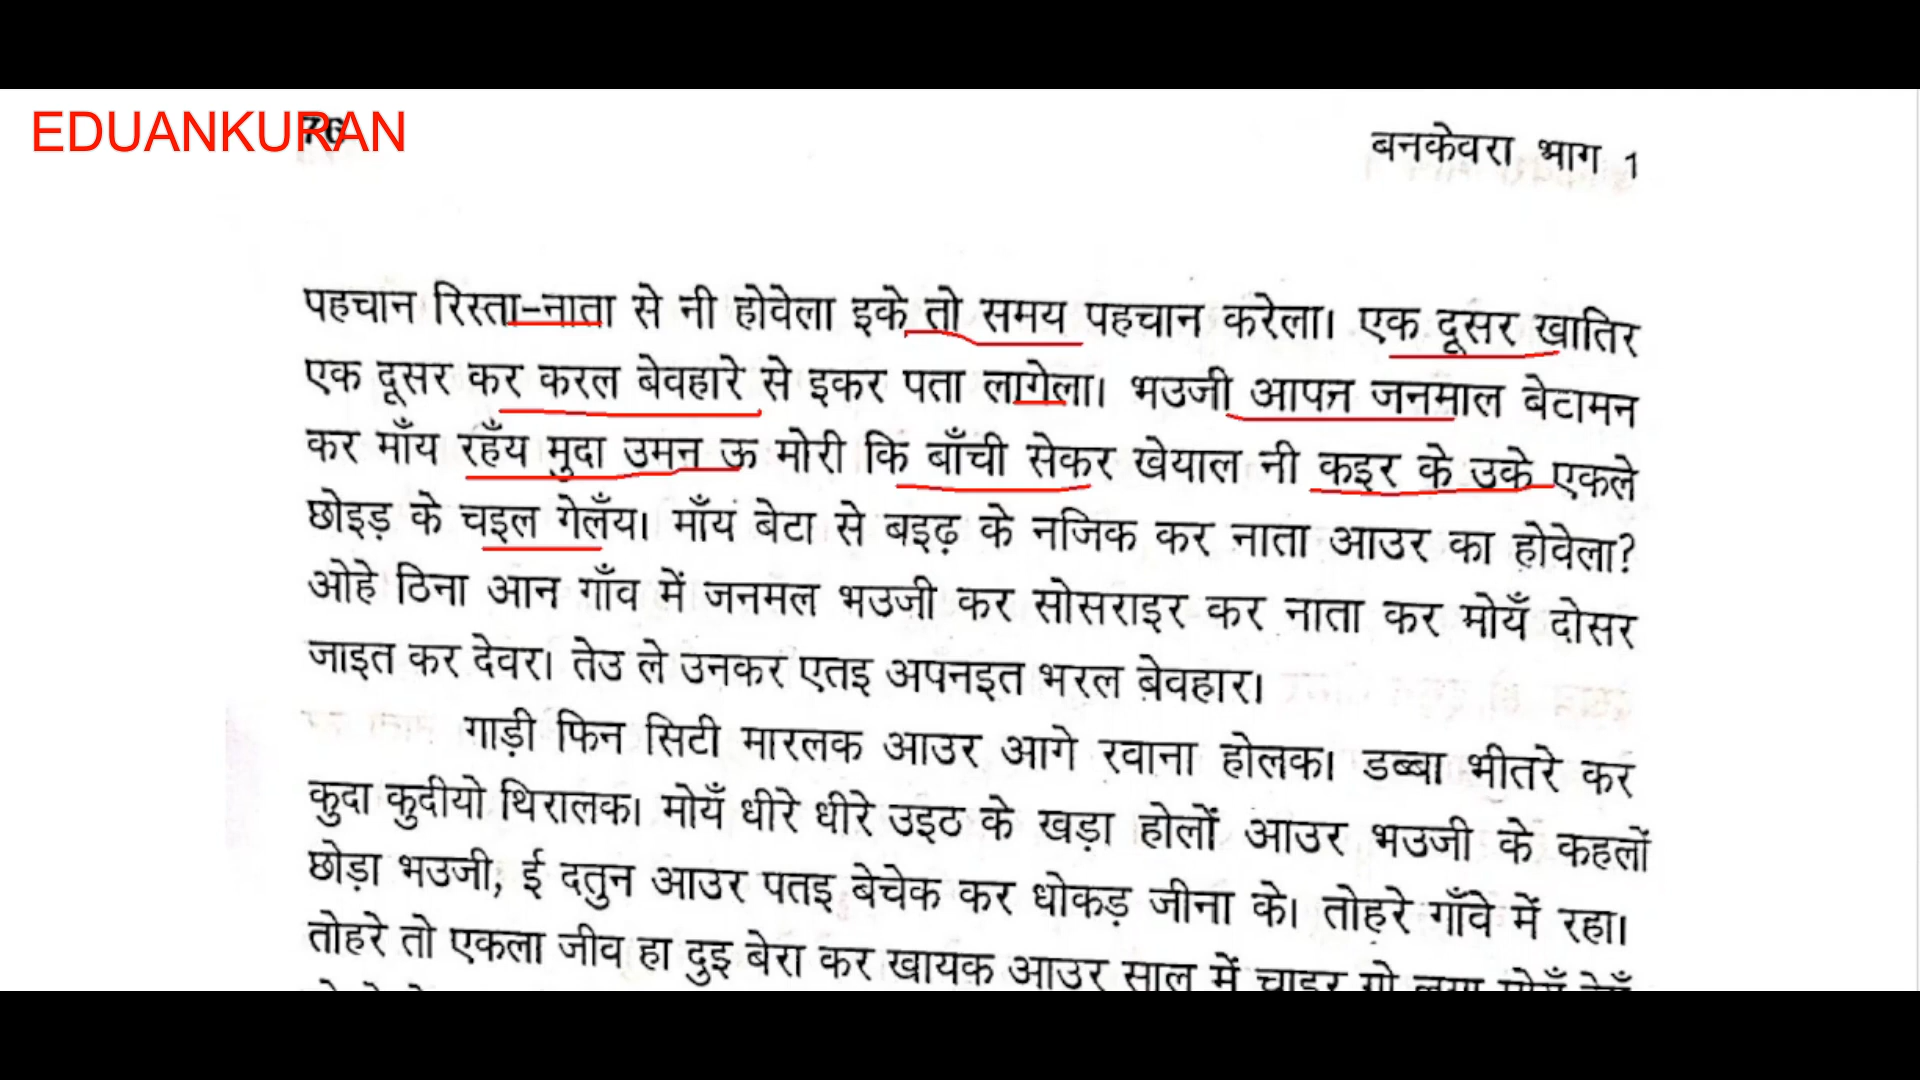 EDUANKURAN
76
बनकेवरा भाग 1
पहचान रिस्ता-नाता से नी होवेला इके तो समय पहचान करेला। एक दूसर खातिर
एक दूसर कर करल बेवहारे से इकर पता लागेला। भउजी आपन जनमाल बेटामन
कर माँय रहैँय मुदा उमन ऊ मोरी कि बाँची सेकर खेयाल नी कइर के उके एकले
छोइड़ के चइल गेलँय। माँय बेटा से बइढ़ के नजिक कर नाता आउर का होवेला?
ओहे ठिना आन गाँव में जनमल भउजी कर सोसराइर कर नाता कर मोयँ दोसर
जाइत कर देवर। तेउ ले उनकर एतइ अपनइत भरल बेवहार।
गाड़ी फिन सिटी मारलक आउर आगे रवाना होलक। डब्बा भीतरे कर
कुदा कुदीयो थिरालक। मोयँ धीरे धीरे उइठ के खड़ा होलों आउर भउजी के कहलों
छोड़ा भउजी, ई दतुन आउर पतइ बेचेक कर धोकड़ जीना के। तोहरे गाँवे में रहा।
तोहरे तो एकला जीव हा दुइ बेरा कर खायक आउर साल में चाइर गो लुगा मोयँ